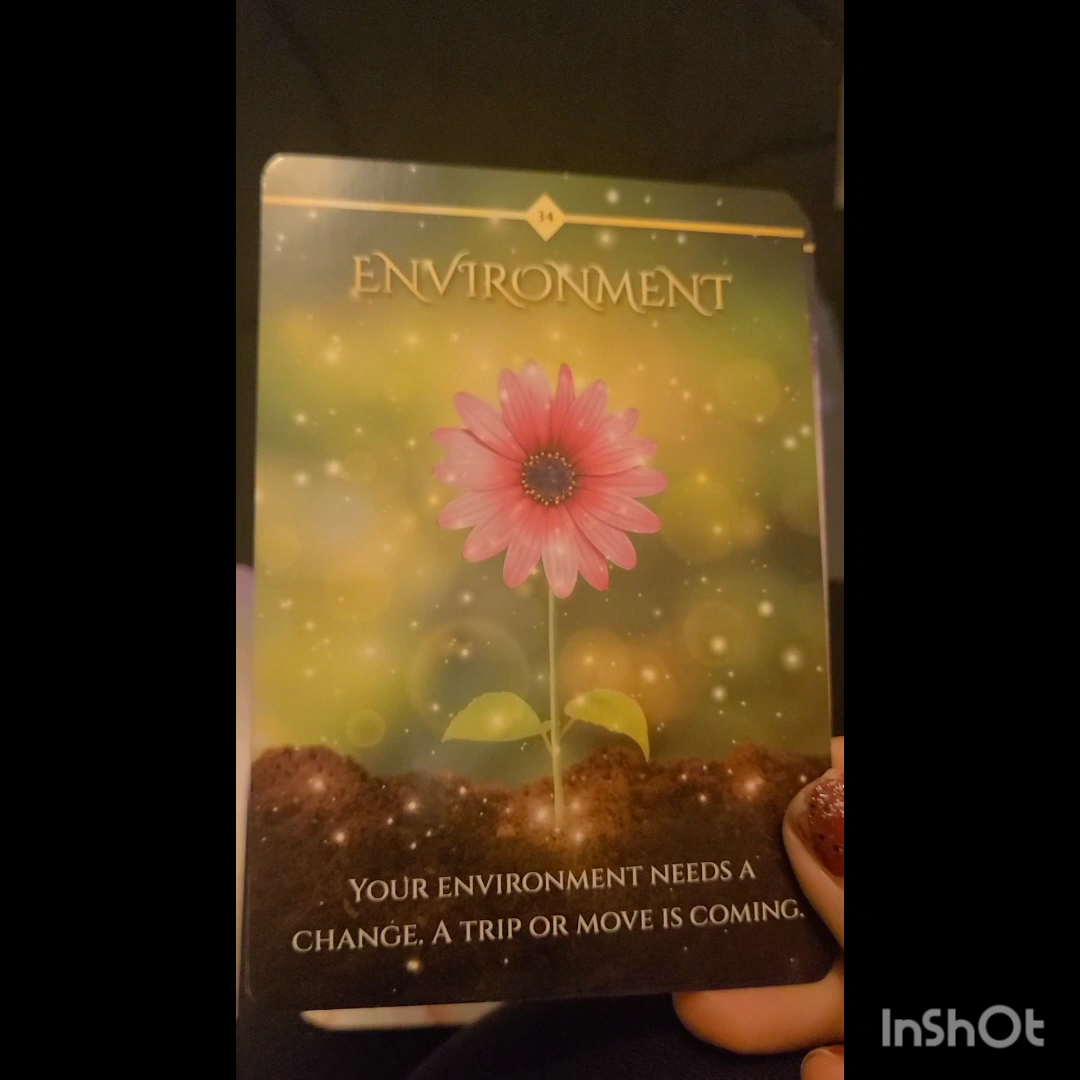 34
ENVIRONMENT
YOUR ENVIRONMENT NEEDS A
CHANGE. A TRIP OR MOVE IS COMING.
InShOt